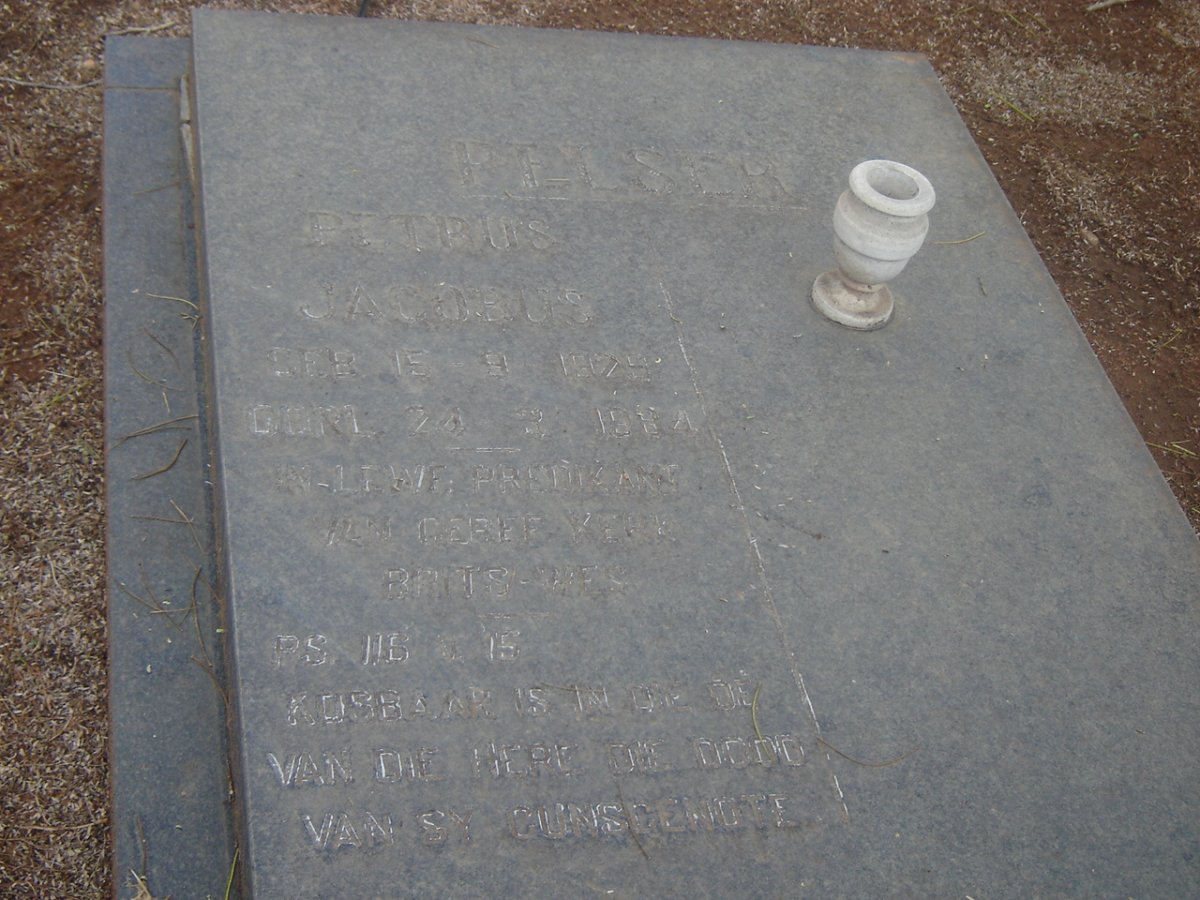 PELSER
PETRUS
JACOBUS
GEB. 15 - 9 - 1929
OORL. 24 - 3 - 1984
IN-LEWE PREDIKANT
VAN GEREF. KERK
BRITS-WES
PS. 116 V. 15
KOSBAAR IS IN DIE OË
VAN DIE HERE DIE DOOD
VAN SY GUNSGENOTE